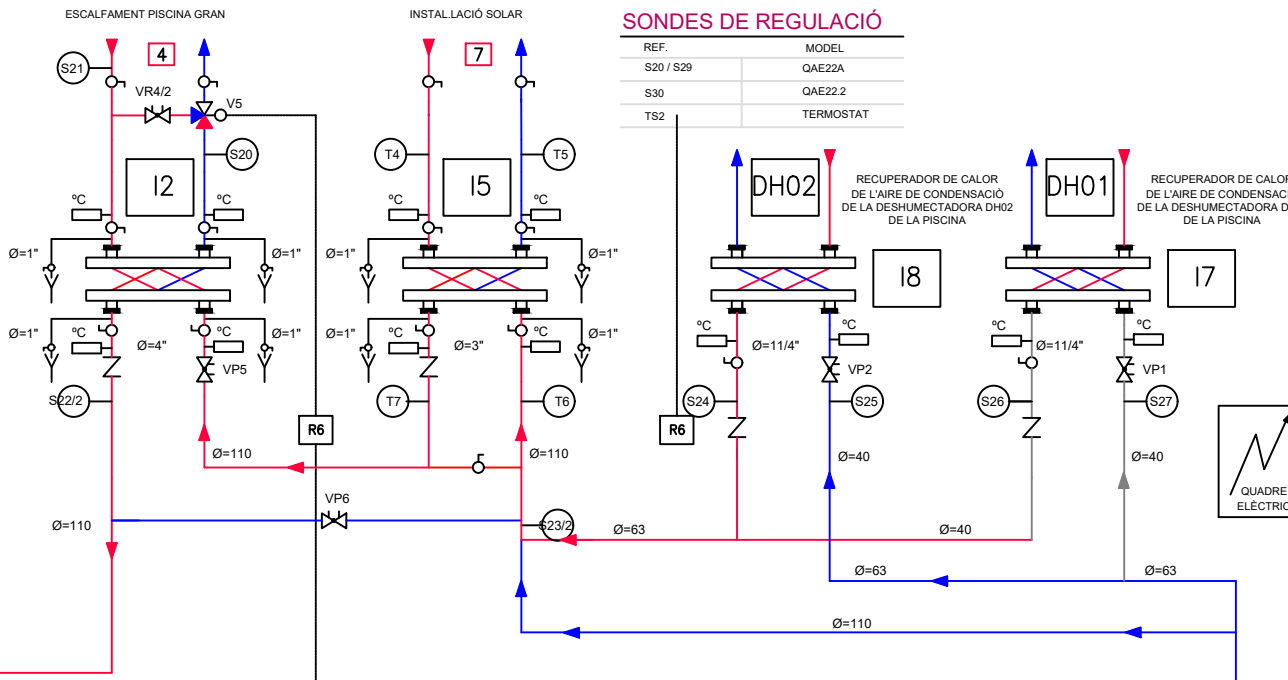 ESCALFAMENT PISCINA GRAN
INSTAL.LACIÓ SOLAR
SONDES DE REGULACIÓ
REF. MODEL
S20 / S29 QAE22A
S30 QAE22.2
TS2 TERMOSTAT
4
7
S21
VR4/2
V5
S20
T4
T5
I2
I5
DH02
RECUPERADOR DE CALOR
DE L'AIRE DE CONDENSACIÒ
DE LA DESHUMECTADORA DH02
DE LA PISCINA
DH01
RECUPERADOR DE CALOR
DE L'AIRE DE CONDENSACI
DE LA DESHUMECTADORA D
DE LA PISCINA
ºC
ºC
ºC
ºC
Ø=1"
Ø=1"
Ø=1"
Ø=1"
I8
I7
Ø=1"
ºC
Ø=4"
ºC
Ø=1"
Ø=1"
ºC
Ø=3"
ºC
Ø=1"
ºC
Ø=11/4"
ºC
ºC
Ø=11/4"
ºC
VP5
VP2
VP1
S22/2
T7
T6
S24
S25
S26
S27
R6
R6
Ø=110
Ø=110
Ø=40
Ø=40
QUADRE
ELÈCTRIC
VP6
Ø=110
S23/2
Ø=63
Ø=40
Ø=63
Ø=63
Ø=110